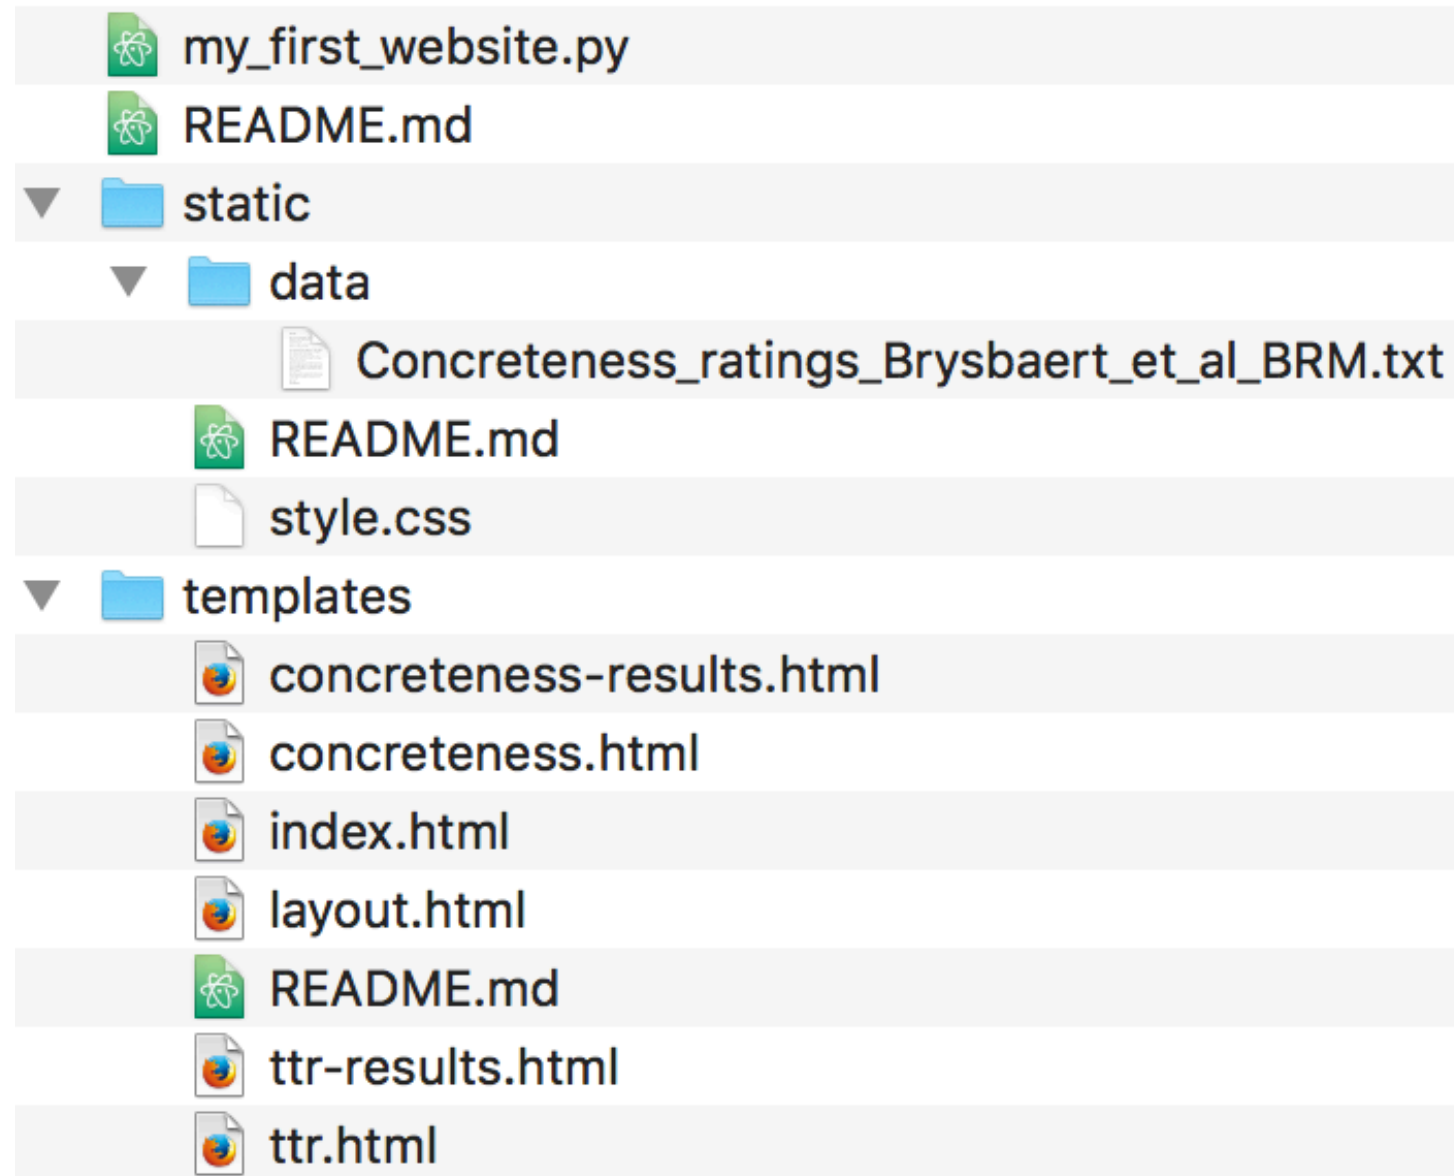 my_first_website.py
README.md
static
data
Concreteness_ratings_Brysbaert_et_al_BRM.txt
README.md
style.css
templates
concreteness-results.html
concreteness.html
index.html
layout.html
README.md
ttr-results.html
ttr.html